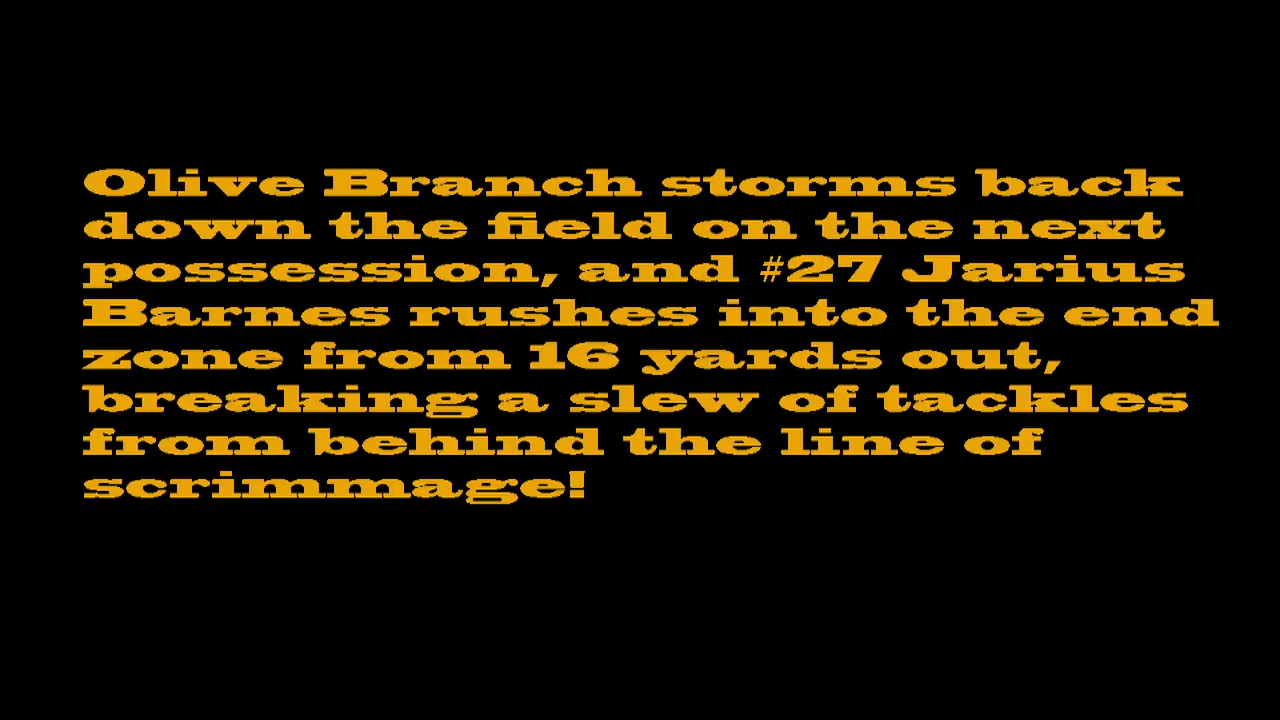 Olive Branch storms back
down the field on the next
possession, and #27 Jarius
Barnes rushes into the end
zone from 16 yards out,
breaking a slew of tackles
from behind the line of
scrimmage!